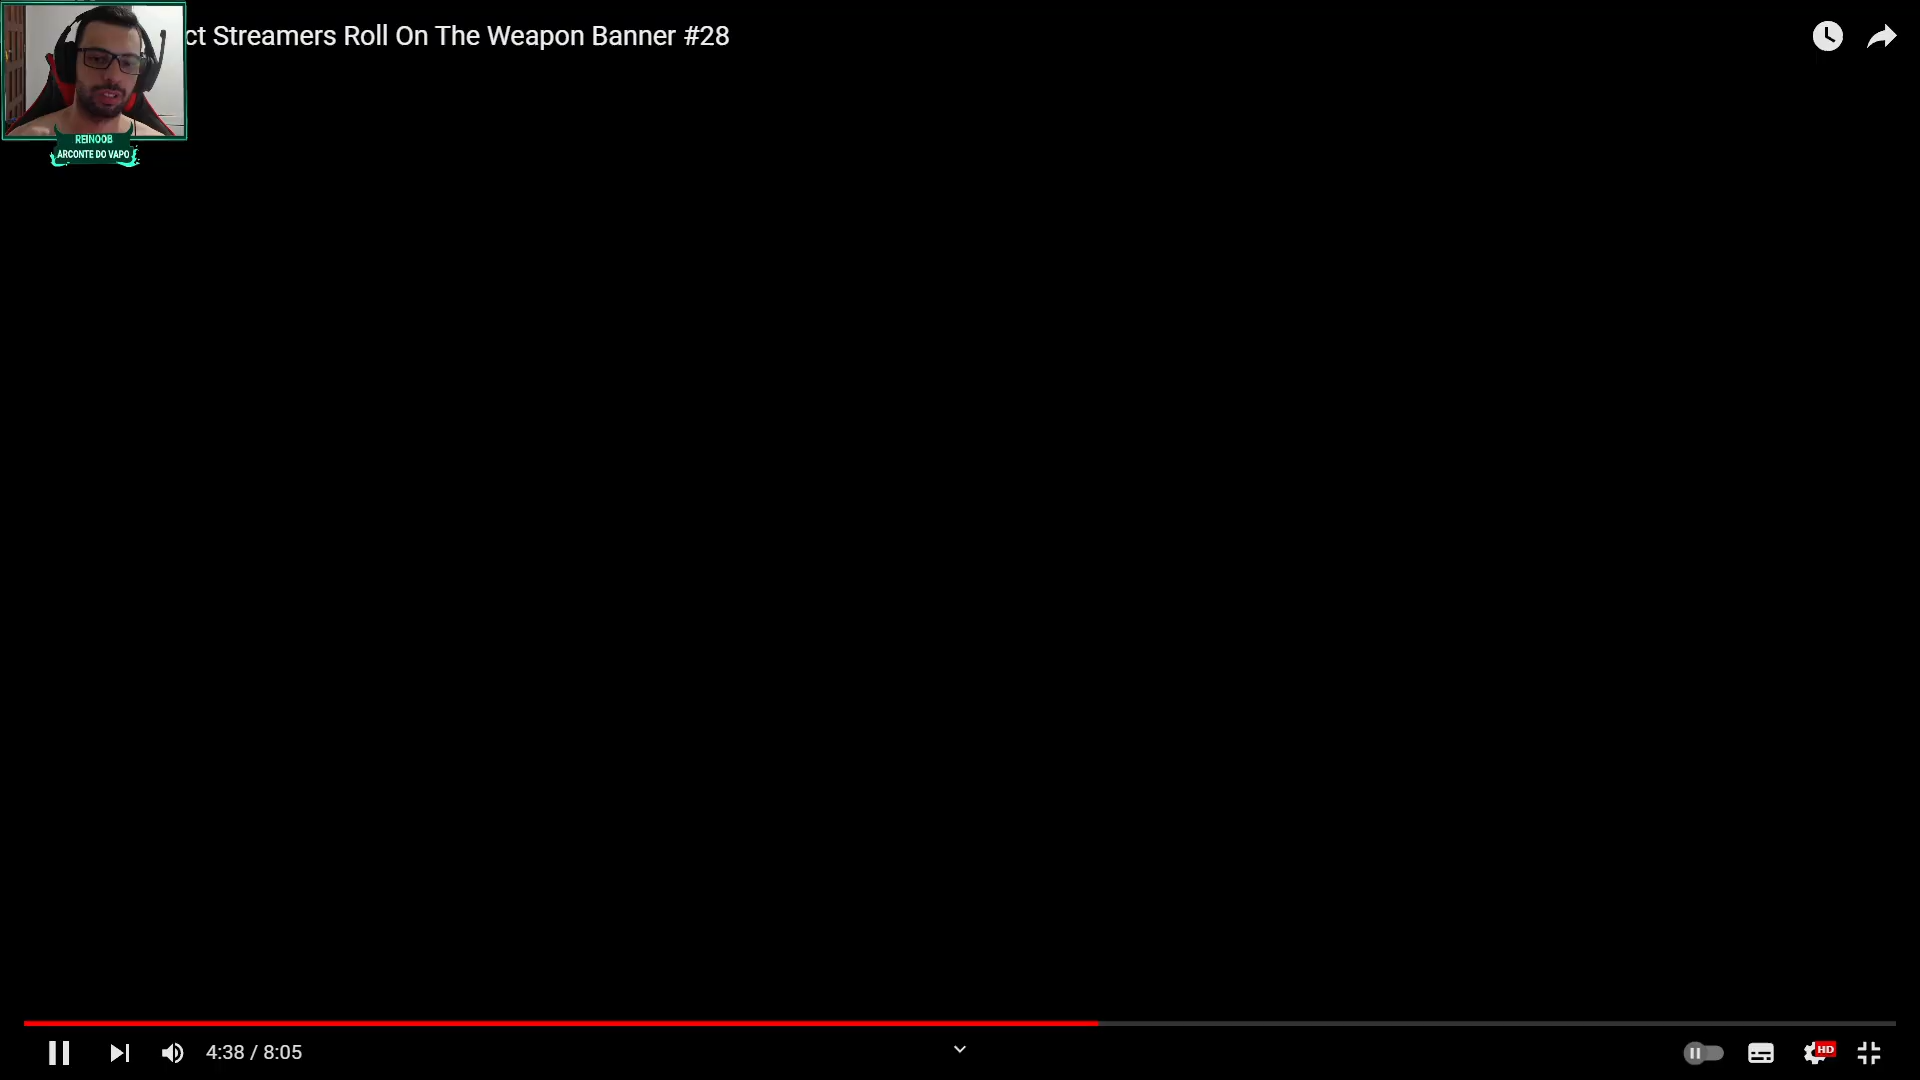 ct Streamers Roll On The Weapon Banner #28
REINOOB
ARCONTE DO VAPO
4:38 / 8:05
HD